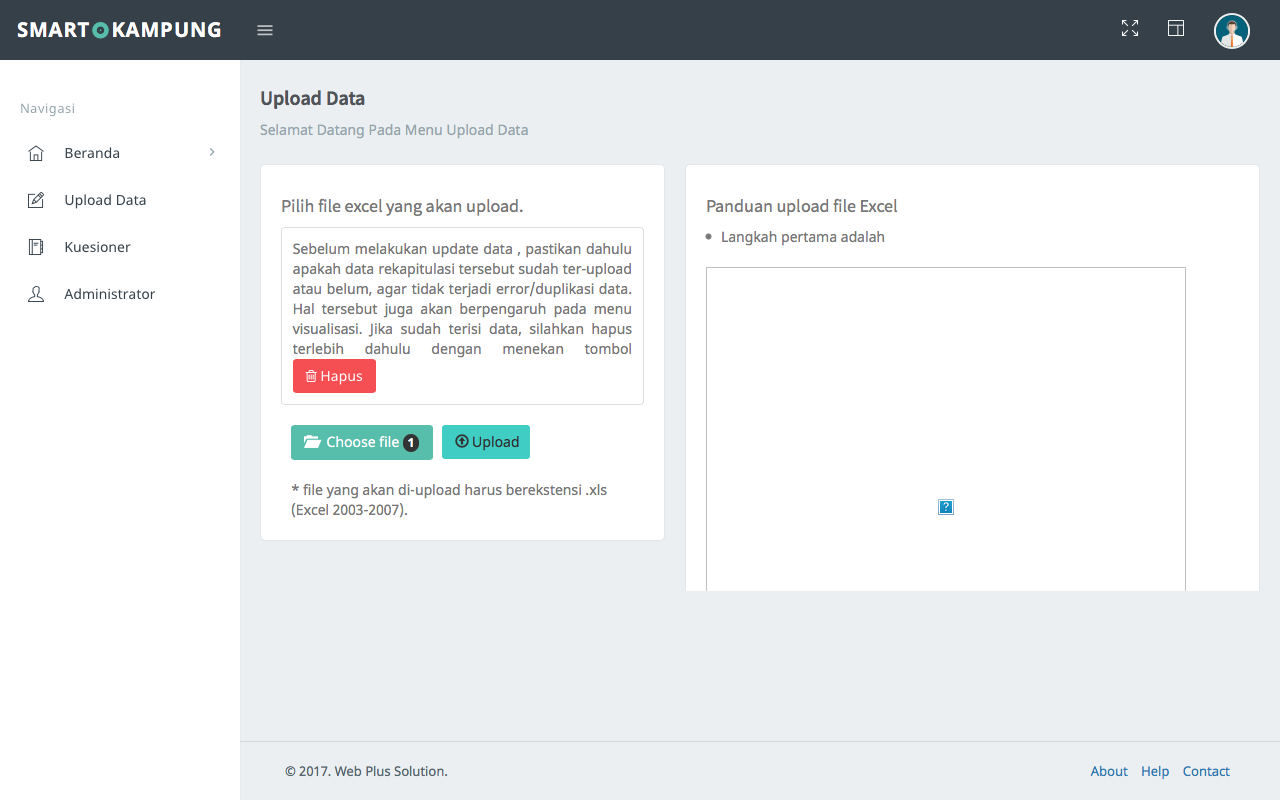 SMART KAMPUNG
Navigasi
Beranda
Upload Data
Kuesioner
Administrator
Upload Data
Selamat Datang Pada Menu Upload Data
Pilih file excel yang akan upload.
Sebelum melakukan update data , pastikan dahulu
apakah data rekapitulasi tersebut sudah ter-upload
atau belum, agar tidak terjadi error/duplikasi data.
Hal tersebut juga akan berpengaruh pada menu
visualisasi. Jika sudah terisi data, silahkan hapus
terlebih dahulu dengan menekan tombol
Hapus
Choose file 1
Upload
* file yang akan di-upload harus berekstensi .xls
(Excel 2003-2007).
Panduan upload file Excel
Langkah pertama adalah
?
© 2017. Web Plus Solution.
About Help Contact